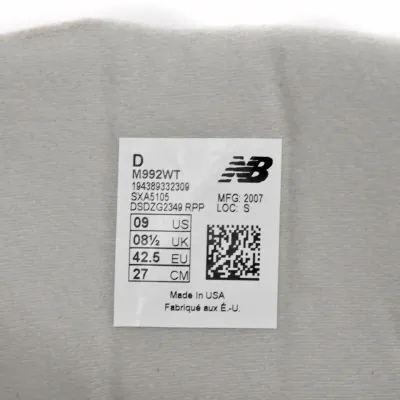 D
M992WT
NB
194389332309
SXA5105
MFG: 2007
DSDZG2349 RPP
LOC: S
09 US
08½ UK
42.5 EU
27 CM
Made In USA
Fabriqué aux É.-U.